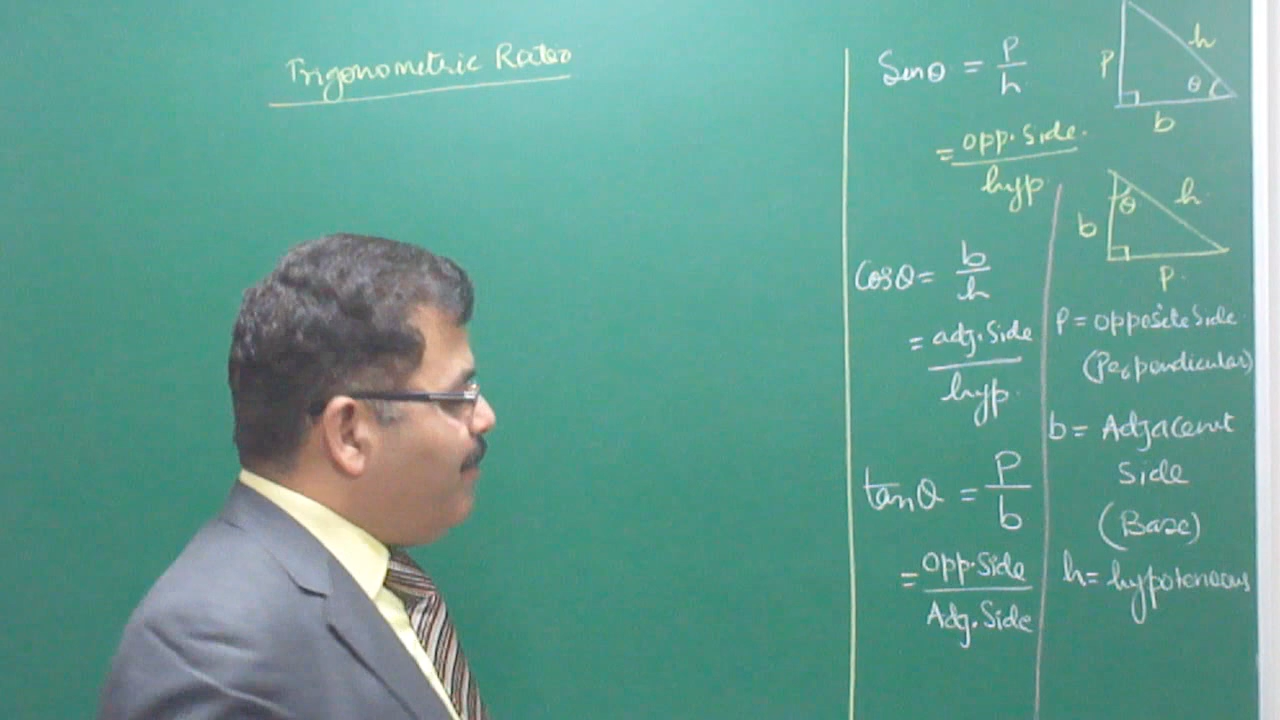 Trigonometric Ratio
Sinθ = P/h
= opp. Side./hyp.
Cosθ = b/h
= adj. Side/hyp.
tanθ = P/b
= Opp. Side/Adj. Side
P
h
θ
b
θ
h
b
P.
P = opposite Side
(Perpendicular)
b = Adjacent
Side
(Base)
h = hypoteneous